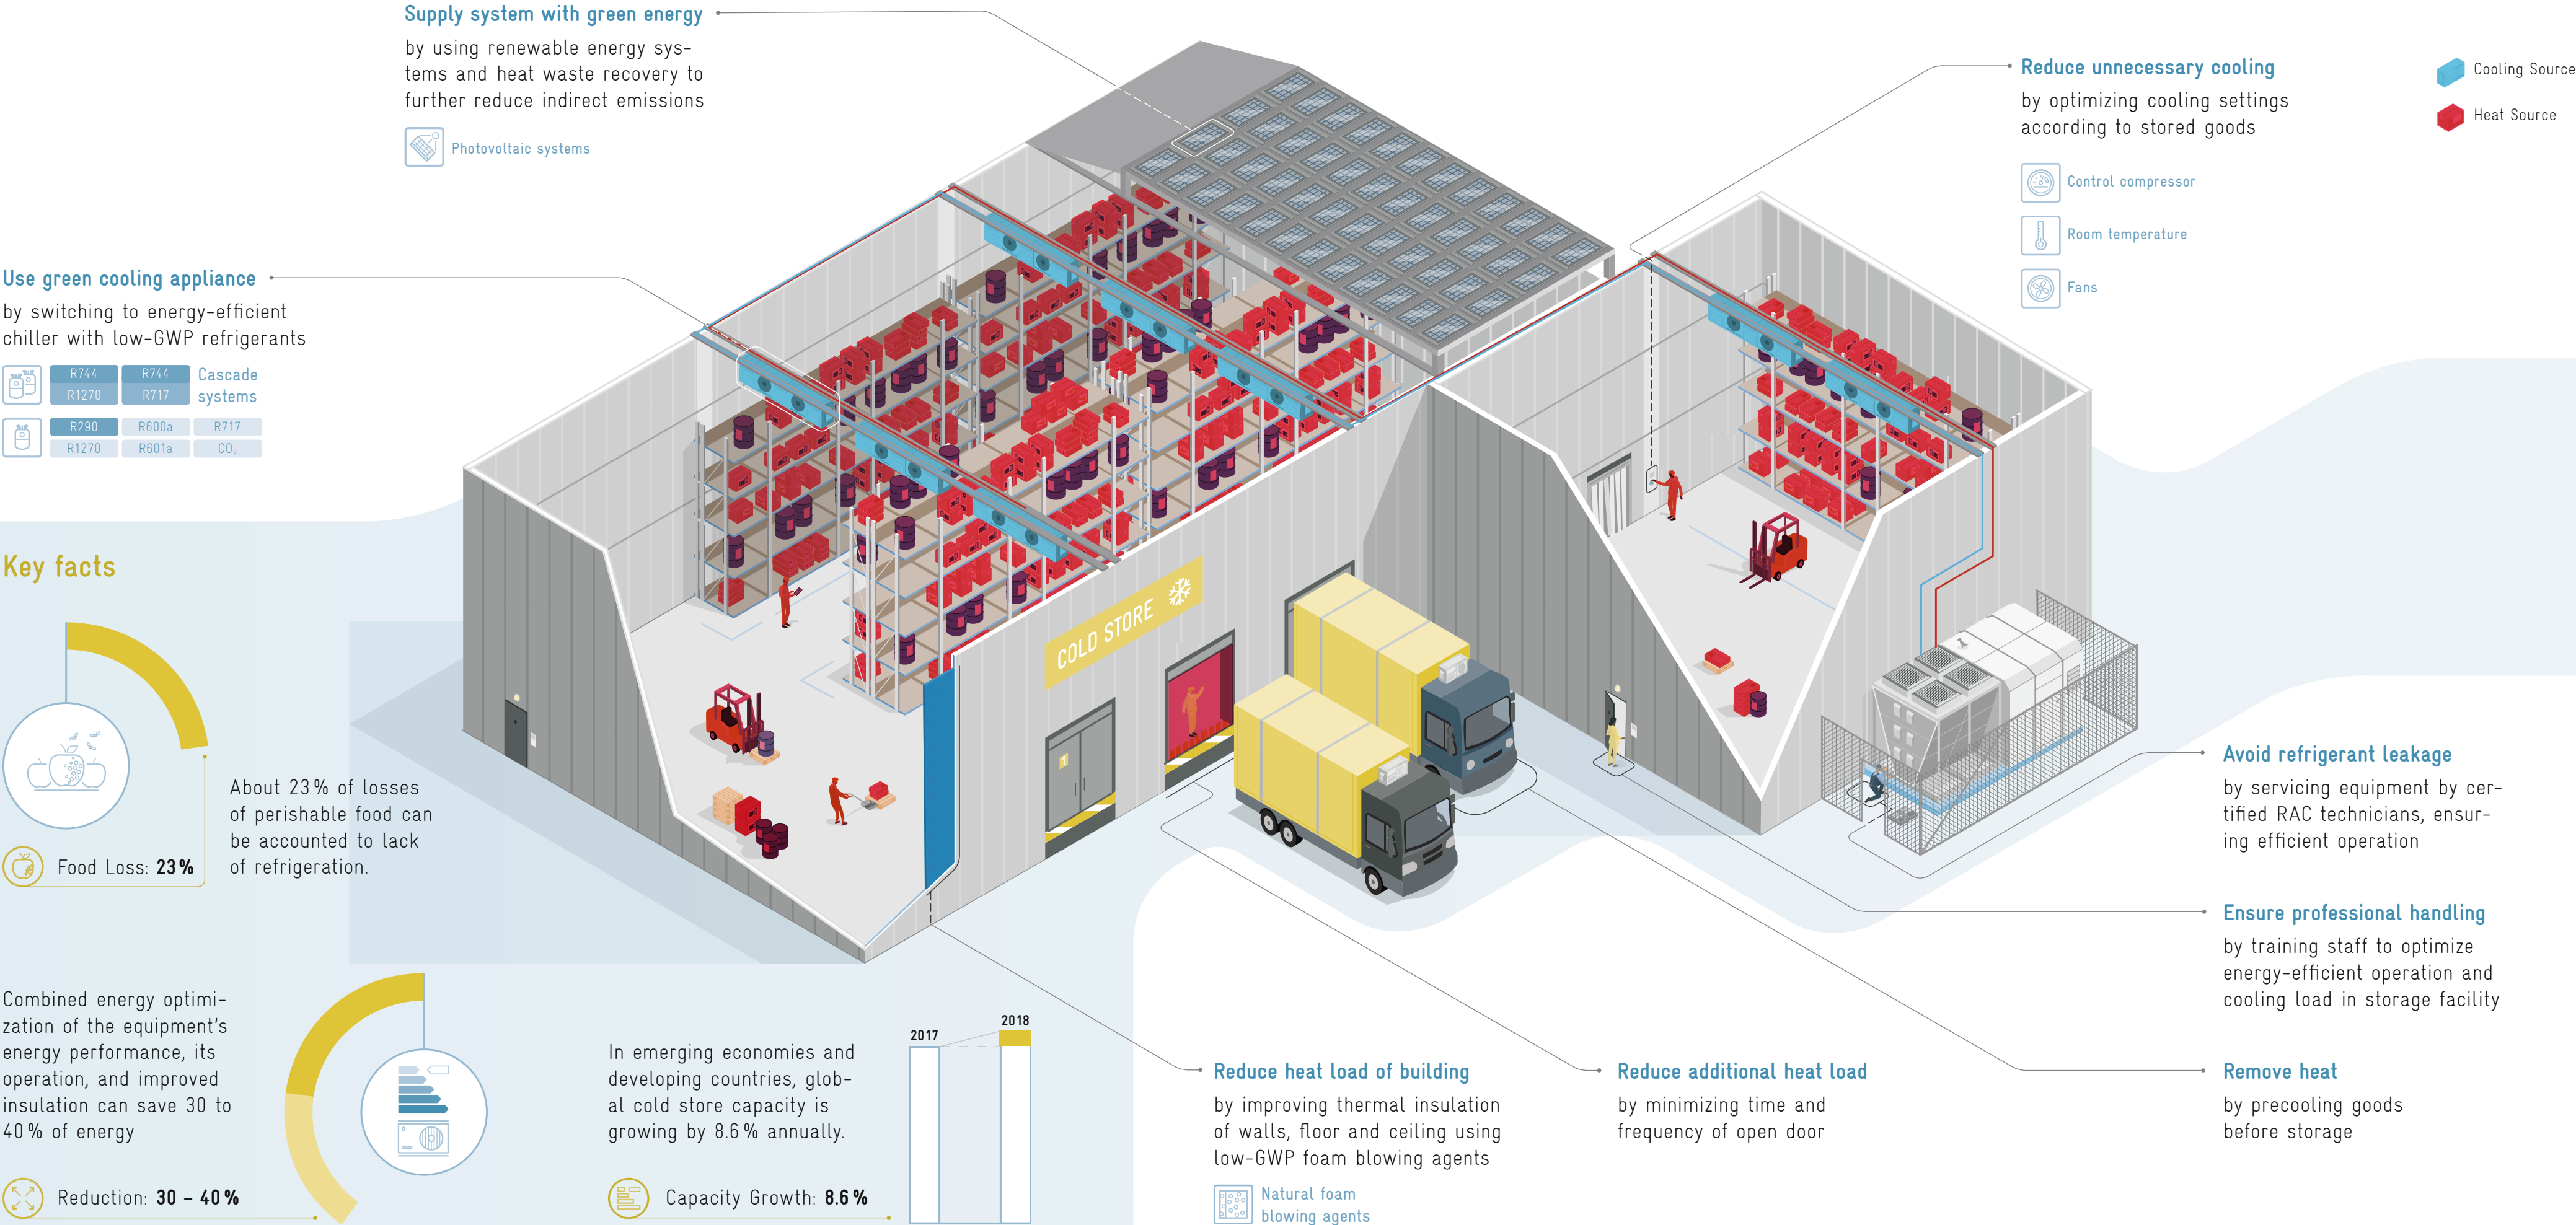 Supply system with green energy
by using renewable energy sys-
tems and heat waste recovery to
further reduce indirect emissions
Photovoltaic systems
Reduce unnecessary cooling
by optimizing cooling settings
according to stored goods
Control compressor
Room temperature
Fans
Cooling Source
Heat Source
Use green cooling appliance
by switching to energy-efficient
chiller with low-GWP refrigerants
R744 R744 Cascade
R1270 R717 systems
R290 R600a R717
R1270 R601a CO₂
COLD STORE
1
Key facts
About 23 % of losses
of perishable food can
be accounted to lack
of refrigeration.
Food Loss: 23 %
Combined energy optimi-
zation of the equipment's
energy performance, its
operation, and improved
insulation can save 30 to
40 % of energy
Reduction: 30 – 40 %
In emerging economies and
developing countries, glob-
al cold store capacity is
growing by 8.6 % annually.
Capacity Growth: 8.6 %
2017
2018
Reduce heat load of building
by improving thermal insulation
of walls, floor and ceiling using
low-GWP foam blowing agents
Natural foam
blowing agents
Reduce additional heat load
by minimizing time and
frequency of open door
Avoid refrigerant leakage
by servicing equipment by cer-
tified RAC technicians, ensur-
ing efficient operation
Ensure professional handling
by training staff to optimize
energy-efficient operation and
cooling load in storage facility
Remove heat
by precooling goods
before storage